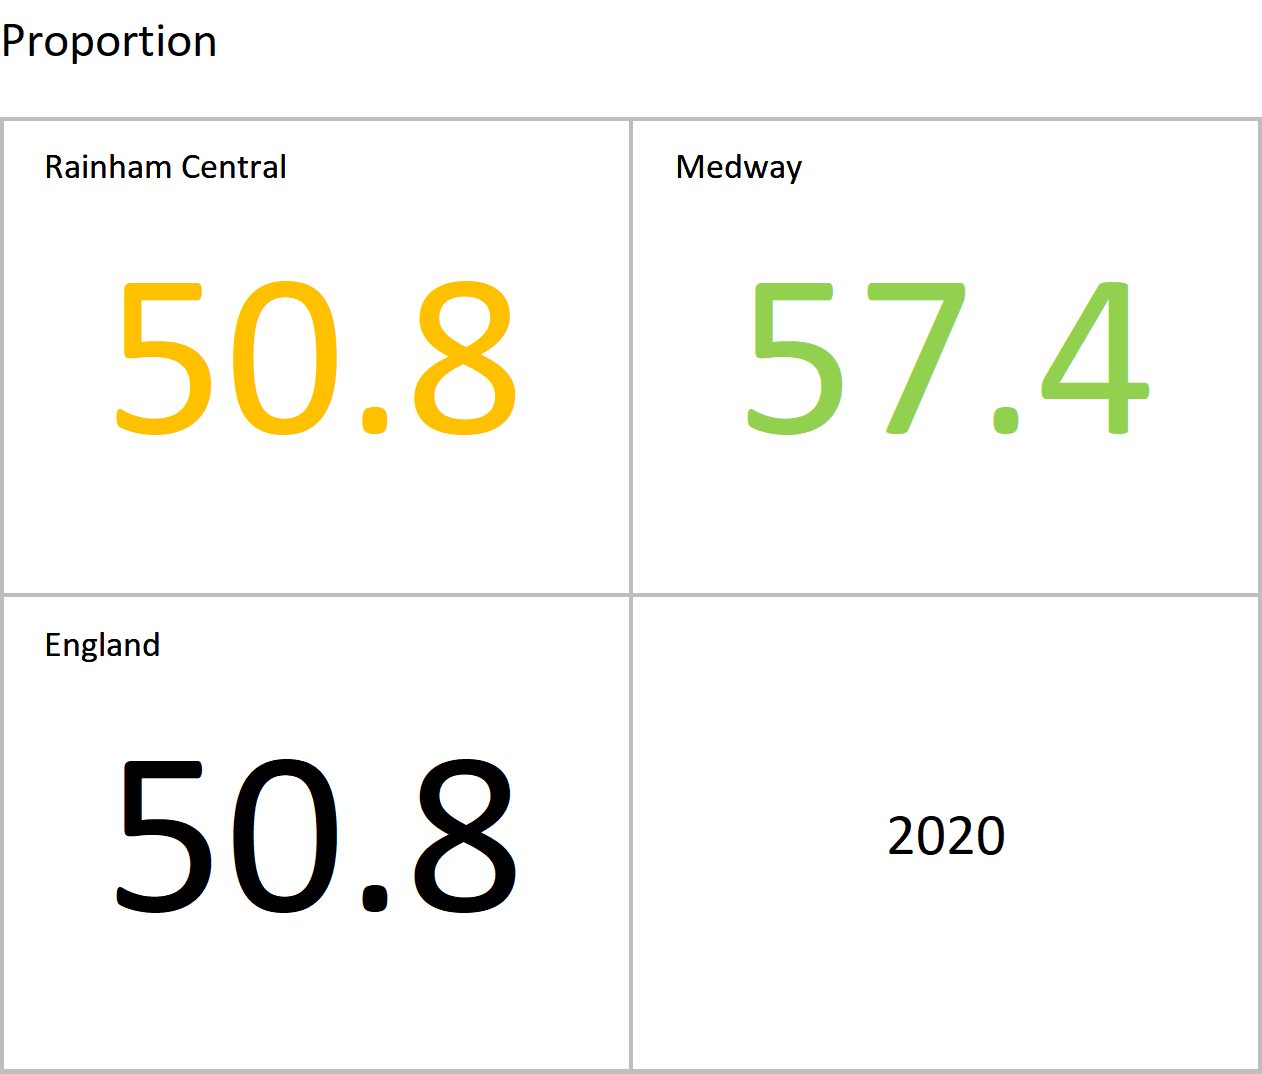 Proportion
Rainham Central
50.8
Medway
57.4
England
50.8
2020